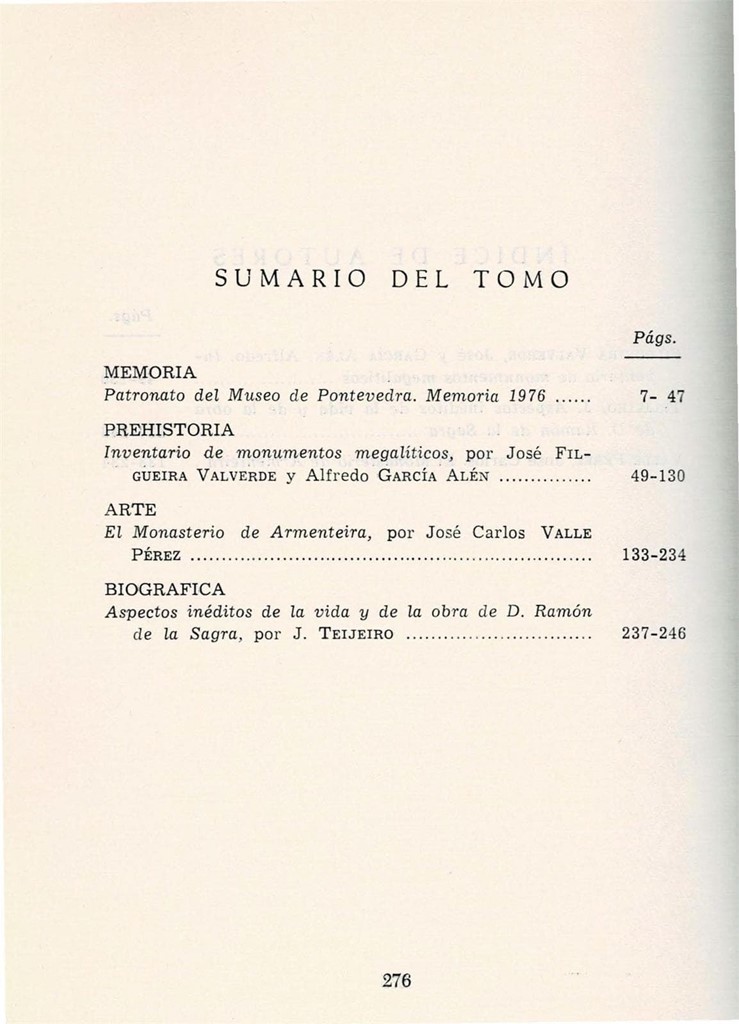 SUMARIO DEL TOMO
Págs.
MEMORIA
Patronato del Museo de Pontevedra. Memoria 1976 ...... 7- 47
PREHISTORIA
Inventario de monumentos megalíticos, por José FIL-
GUEIRA VALVERDE y Alfredo GARCÍA ALÉN ............... 49-130
ARTE
El Monasterio de Armenteira, por José Carlos VALLE
PÉREZ ................................................................ 133-234
BIOGRAFICA
Aspectos inéditos de la vida y de la obra de D. Ramón
de la Sagra, por J. TEIJEIRO .............................. 237-246
276